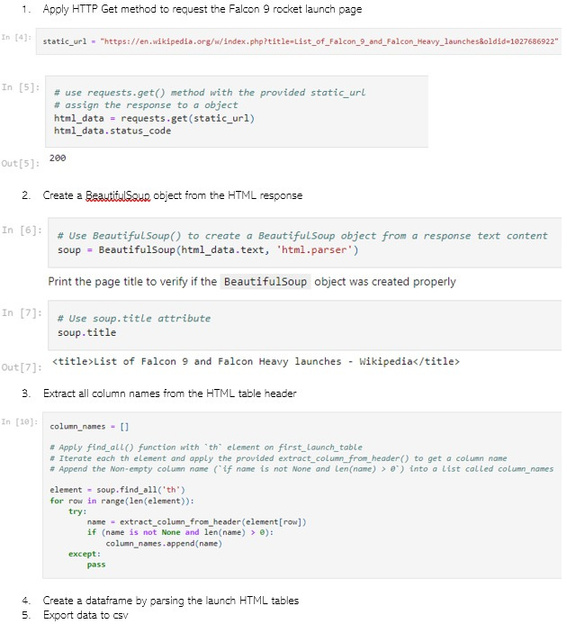 1. Apply HTTP Get method to request the Falcon 9 rocket launch page
In [4]: static_url = "https://en.wikipedia.org/w/index.php?title=List_of_Falcon_9_and_Falcon_Heavy_launches&oldid=1027686922"
In [5]: # use requests.get() method with the provided static_url
# assign the response to a object
html_data = requests.get(static_url)
html_data.status_code
Out[5]: 200
2. Create a BeautifulSoup object from the HTML response
In [6]: # Use BeautifulSoup() to create a BeautifulSoup object from a response text content
soup = BeautifulSoup(html_data.text, 'html.parser')
Print the page title to verify if the BeautifulSoup object was created properly
In [7]: # Use soup.title attribute
soup.title
Out[7]: <title>List of Falcon 9 and Falcon Heavy launches - Wikipedia</title>
3. Extract all column names from the HTML table header
In [10]: column_names = []
# Apply find_all() function with `th` element on first_launch_table
# Iterate each th element and apply the provided extract_column_from_header() to get a column name
# Append the Non-empty column name (`if name is not None and len(name) > 0`) into a list called column_names
element = soup.find_all('th')
for row in range(len(element)):
try:
name = extract_column_from_header(element[row])
if (name is not None and len(name) > 0):
column_names.append(name)
except:
pass
4. Create a dataframe by parsing the launch HTML tables
5. Export data to csv